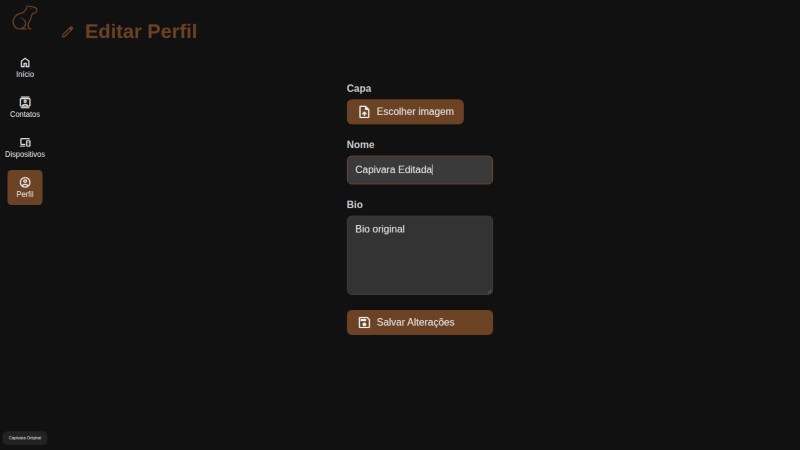 Editar Perfil
Início
Contatos
Dispositivos
Perfil
Capa
Escolher imagem
Nome
Capivara Editada
Bio
Bio original
Salvar Alterações
Capivara Original